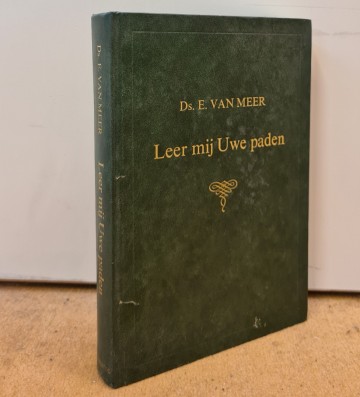 Ds. E. VAN MEER
Leer mij Uwe paden
Ds. E. VAN MEER
Leer mij Uwe paden